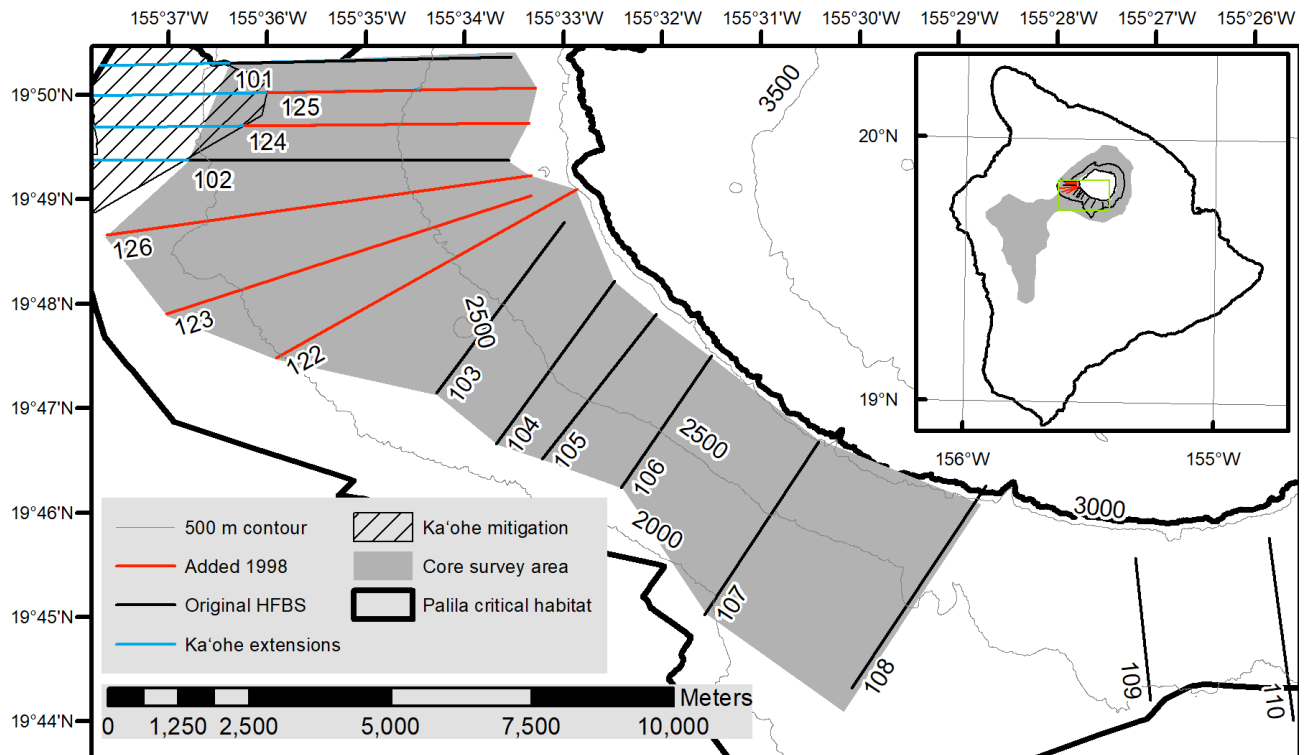 155°37'W 155°36'W 155°35'W 155°34'W 155°33'W 155°32'W 155°31'W 155°30'W 155°29'W 155°28'W 155°27'W 155°26'W
19°50'N
19°49'N
19°48'N
19°47'N
19°46'N
19°45'N
19°44'N
101
125
124
102
126
123
122
2500
103
104
105
106
2500
2000
107
108
3500
3000
109
110
20°N
19°N
156°W 155°W
500 m contour
Added 1998
Original HFBS
Kaʻohe extensions
Kaʻohe mitigation
Core survey area
Palila critical habitat
Meters
0 1,250 2,500 5,000 7,500 10,000